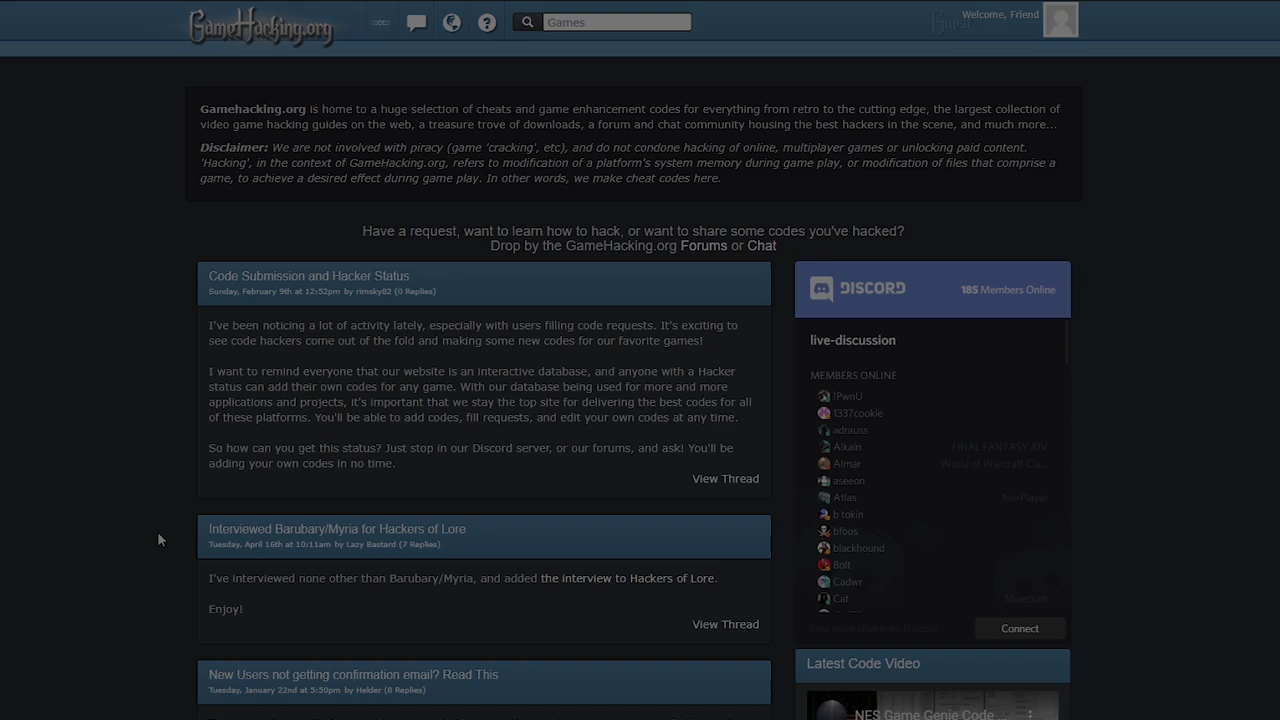 GameHacking.org
CODEZ
Games
Welcome, Friend
Guest
Gamehacking.org is home to a huge selection of cheats and game enhancement codes for everything from retro to the cutting edge, the largest collection of
video game hacking guides on the web, a treasure trove of downloads, a forum and chat community housing the best hackers in the scene, and much more...
Disclaimer: We are not involved with piracy (game 'cracking', etc), and do not condone hacking of online, multiplayer games or unlocking paid content.
'Hacking', in the context of GameHacking.org, refers to modification of a platform's system memory during game play, or modification of files that comprise a
game, to achieve a desired effect during game play. In other words, we make cheat codes here.
Have a request, want to learn how to hack, or want to share some codes you've hacked?
Drop by the GameHacking.org Forums or Chat
Code Submission and Hacker Status
Sunday, February 9th at 12:52pm by rimsky82 (0 Replies)
I've been noticing a lot of activity lately, especially with users filling code requests. It's exciting to
see code hackers come out of the fold and making some new codes for our favorite games!
I want to remind everyone that our website is an interactive database, and anyone with a Hacker
status can add their own codes for any game. With our database being used for more and more
applications and projects, it's important that we stay the top site for delivering the best codes for all
of these platforms. You'll be able to add codes, fill requests, and edit your own codes at any time.
So how can you get this status? Just stop in our Discord server, or our forums, and ask! You'll be
adding your own codes in no time.
View Thread
Interviewed Barubary/Myria for Hackers of Lore
Tuesday, April 16th at 10:11am by Lazy Bastard (7 Replies)
I've interviewed none other than Barubary/Myria, and added the interview to Hackers of Lore.
Enjoy!
View Thread
New Users not getting confirmation email? Read This
Tuesday, January 22nd at 5:50pm by Helder (8 Replies)
DISCORD
185 Members Online
live-discussion
MEMBERS ONLINE
!PwnU
1337cookie
adrauss
Alkain FINAL FANTASY XIV
Almar World of Warcraft Cla...
aseeon
Atlas NoxPlayer
b tokin
bfoos
blackhound
Bolt
Cadwr
Cat Minecraft
Free voice chat from Discord
Connect
Latest Code Video
NES Game Genie Code ...